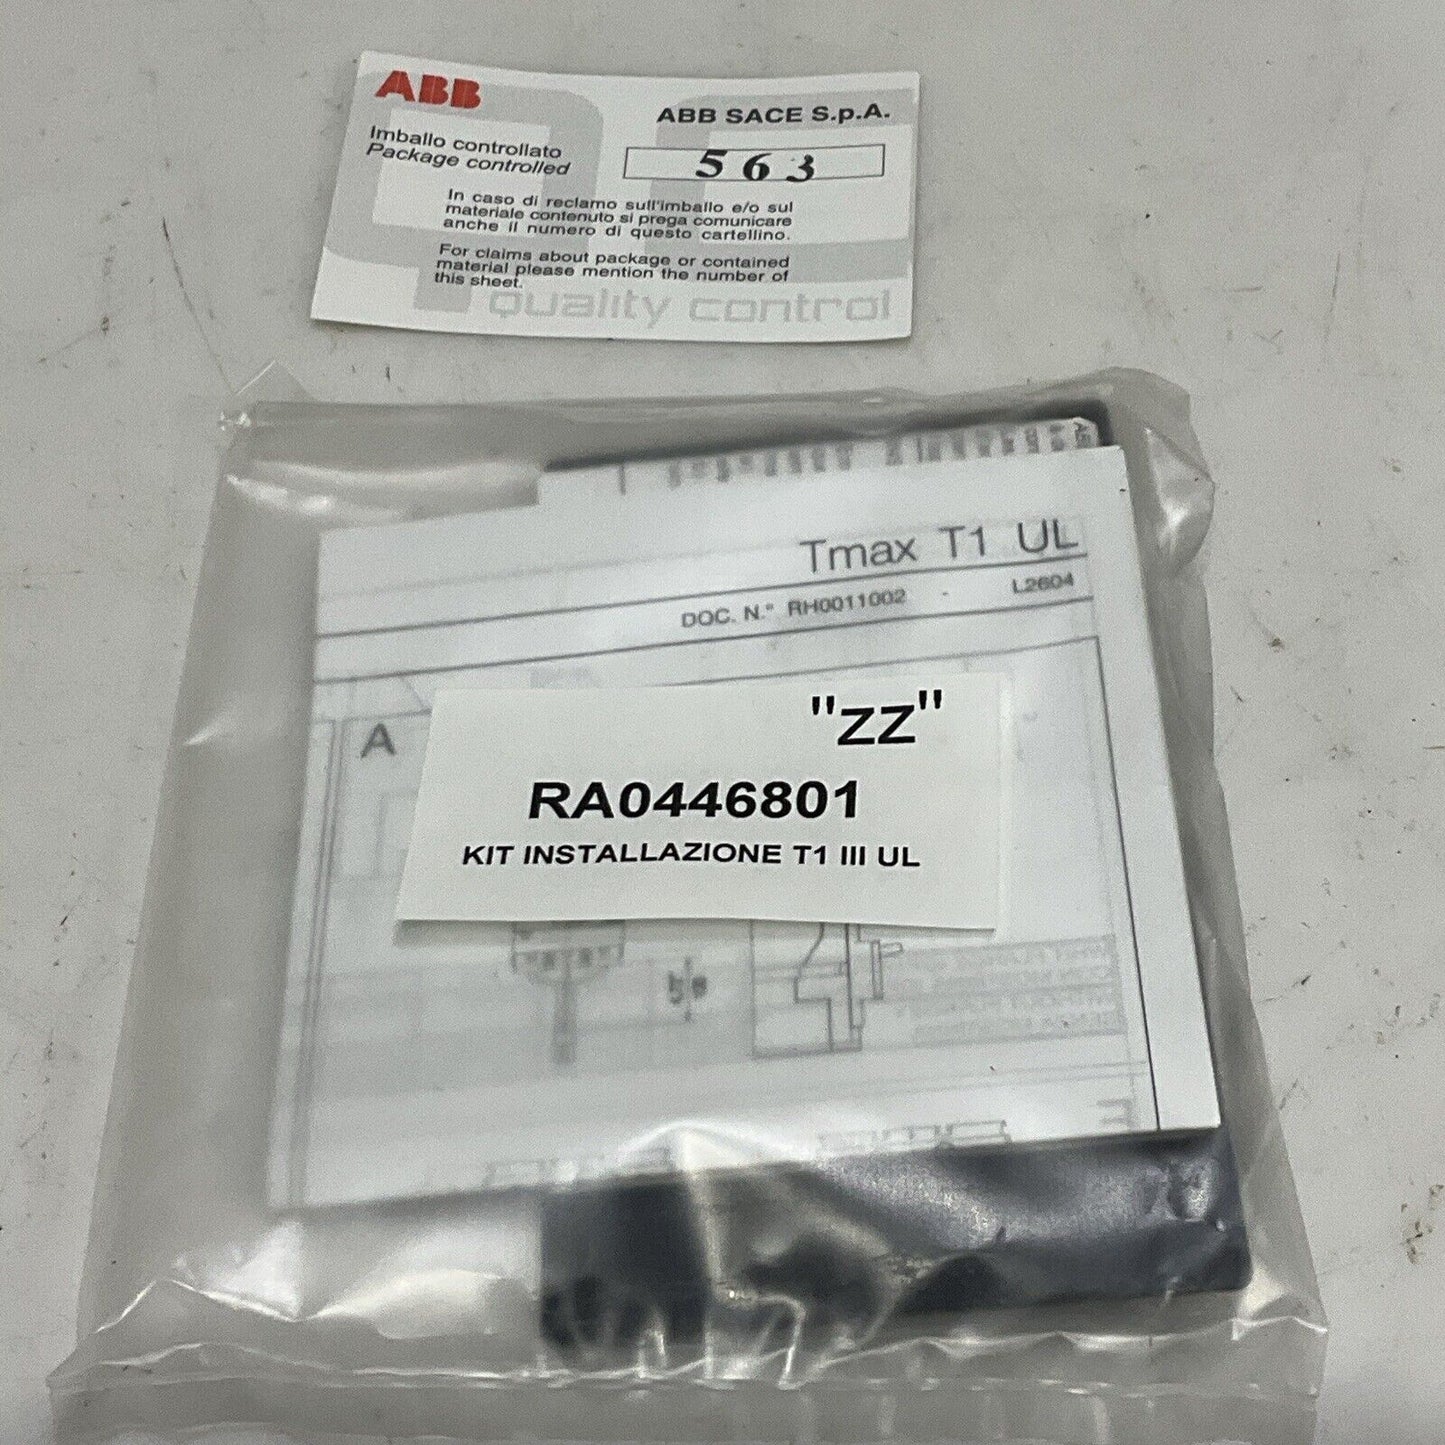 ABB
ABB SACE S.p.A.
Imballo controllato
Package controlled
563
In caso di reclamo sull'imballo e/o sul
materiale contenuto si prega comunicare
anche il numero di questo cartellino.
For claims about package or contained
material please mention the number of
this sheet.
quality control
Tmax T1 UL
DOC. N.° RH0011002 - L2604
A
"ZZ"
RA0446801
KIT INSTALLAZIONE T1 III UL